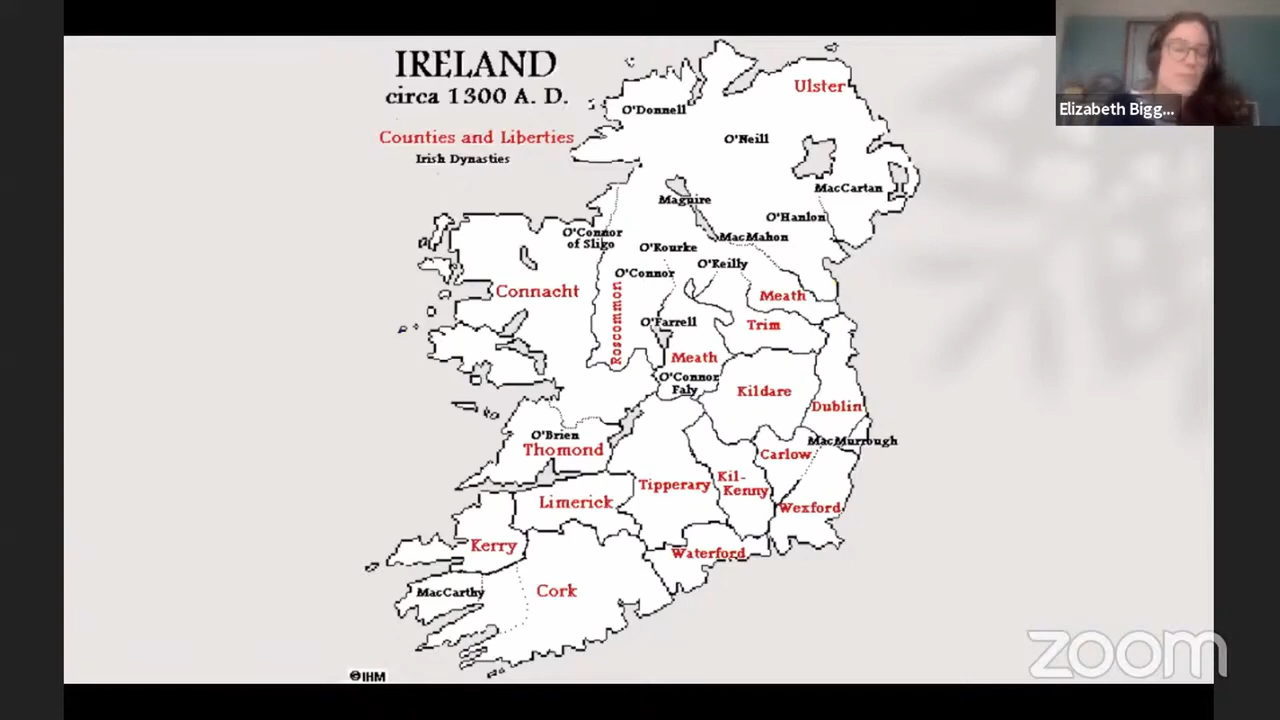 IRELAND
circa 1300 A. D.
Counties and Liberties
Irish Dynasties
Elizabeth Bigg...
Ulster
O'Donnell
O'Neill
MacCartan
Maguire
O'Hanlon
O'Connor
of Sligo
MacMahon
O'Rourke
O'Reilly
O'Connor
Connacht
Meath
Roscommon
O'Farrell
Trim
Meath
O'Connor
Faly
Kildare
Dublin
O'Brien
Thomond
MacMurrough
Carlow
Tipperary
Kil-
Kenny
Limerick
Wexford
Kerry
Waterford
MacCarthy
Cork
©IHM
zoom